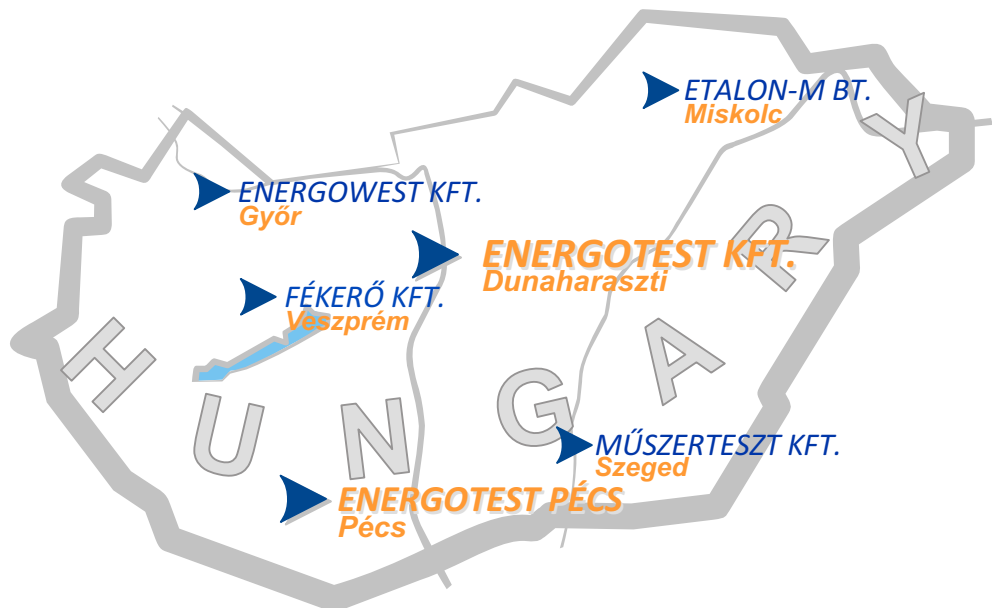 ETALON-M BT.
Miskolc
ENERGOWEST KFT.
Győr
ENERGOTEST KFT.
Dunaharaszti
FÉKERŐ KFT.
Veszprém
HUNGARY
MŰSZERTESZT KFT.
Szeged
ENERGOTEST PÉCS
Pécs